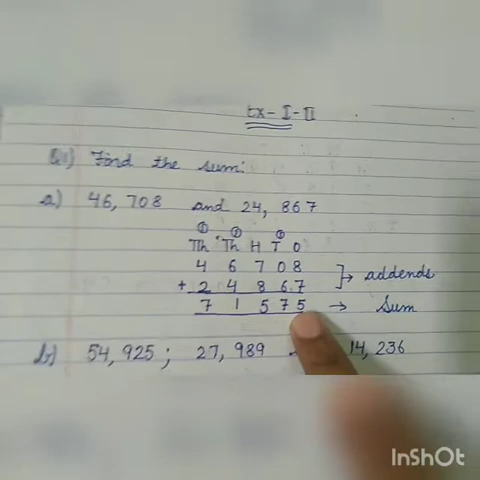 Ex-I-II
Q1) Find the sum:
a) 46,708 and 24,867
① ① ①
TTh Th H T O
4 6 7 0 8
+ 2 4 8 6 7 → addends
7 1 5 7 5 → Sum
b) 54,925 ; 27,989 14,236
InShOt